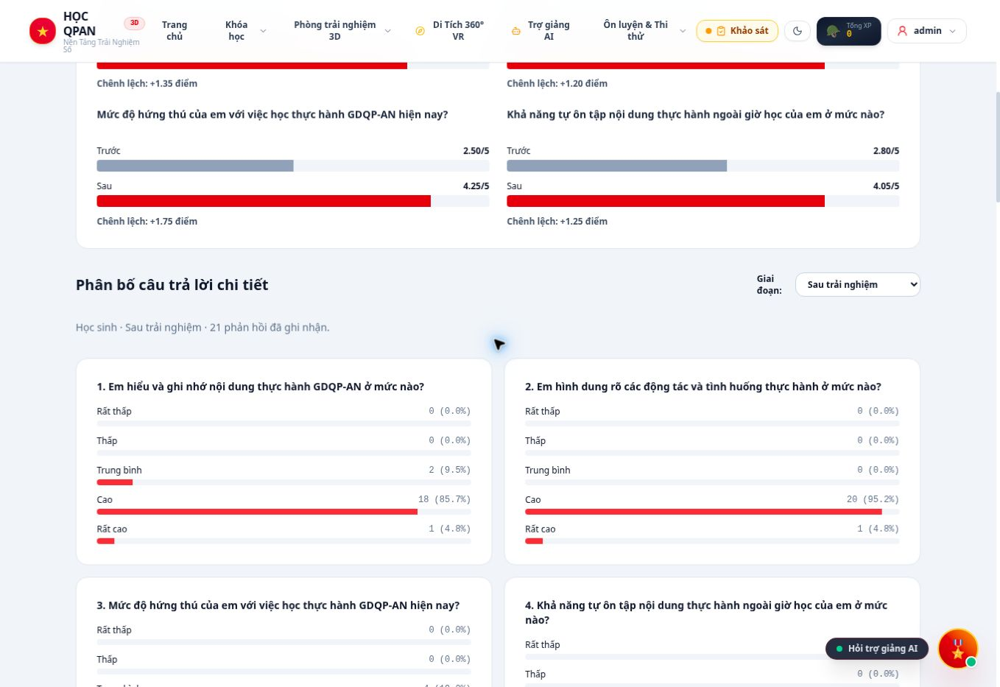 HỌC QPAN
3D
Nền Tảng Trải Nghiệm Số
Trang chủ
Khóa học
Phòng trải nghiệm 3D
Di Tích 360° VR
Trợ giảng AI
Ôn luyện & Thi thử
Khảo sát
Tổng XP
0
admin
Chênh lệch: +1.35 điểm
Chênh lệch: +1.20 điểm
Mức độ hứng thú của em với việc học thực hành GDQP-AN hiện nay?
Trước 2.50/5
Sau 4.25/5
Chênh lệch: +1.75 điểm
Khả năng tự ôn tập nội dung thực hành ngoài giờ học của em ở mức nào?
Trước 2.80/5
Sau 4.05/5
Chênh lệch: +1.25 điểm
Phân bố câu trả lời chi tiết
Giai đoạn:
Sau trải nghiệm
Học sinh · Sau trải nghiệm · 21 phản hồi đã ghi nhận.
1. Em hiểu và ghi nhớ nội dung thực hành GDQP-AN ở mức nào?
Rất thấp 0 (0.0%)
Thấp 0 (0.0%)
Trung bình 2 (9.5%)
Cao 18 (85.7%)
Rất cao 1 (4.8%)
2. Em hình dung rõ các động tác và tình huống thực hành ở mức nào?
Rất thấp 0 (0.0%)
Thấp 0 (0.0%)
Trung bình 0 (0.0%)
Cao 20 (95.2%)
Rất cao 1 (4.8%)
3. Mức độ hứng thú của em với việc học thực hành GDQP-AN hiện nay?
Rất thấp 0 (0.0%)
Thấp 0 (0.0%)
4. Khả năng tự ôn tập nội dung thực hành ngoài giờ học của em ở mức
nào?
Rất thấp
Thấp 0 (0.0%)
Hỏi trợ giảng AI